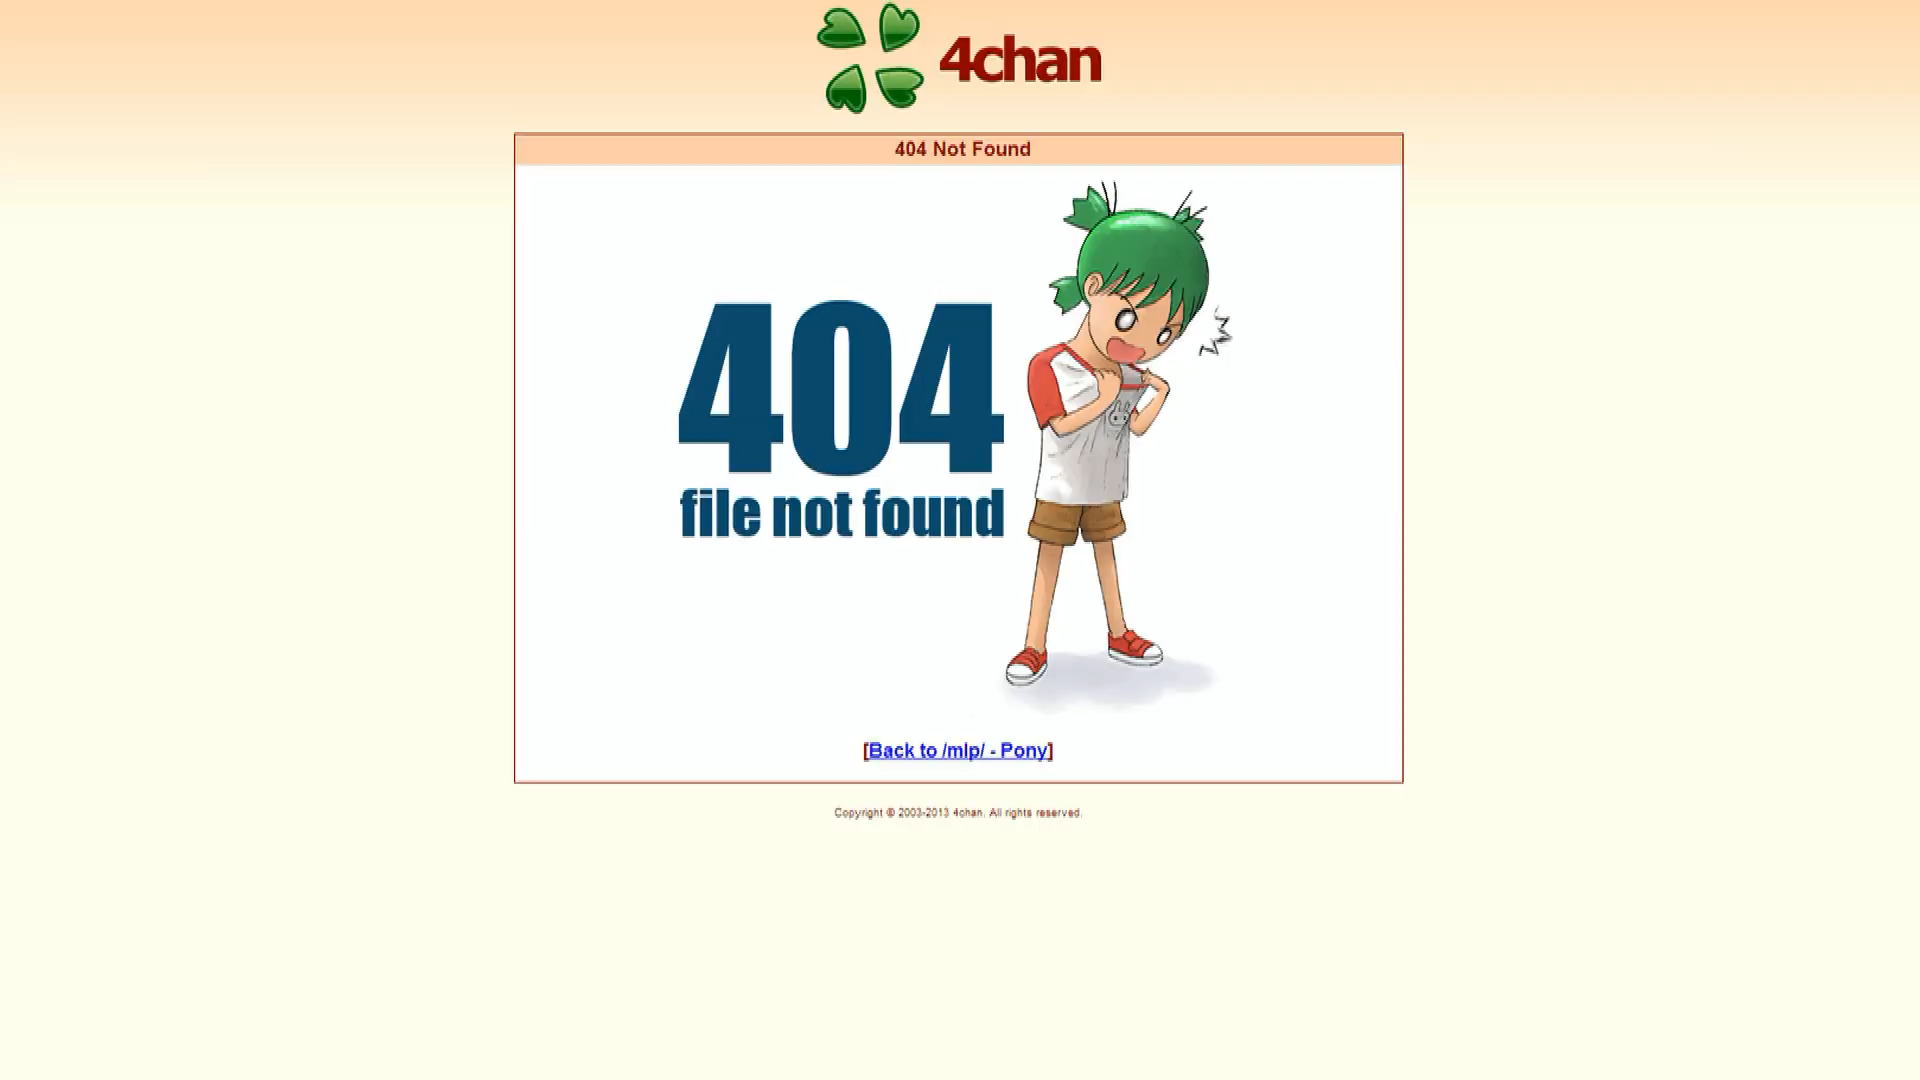 4chan
404 Not Found
404
file not found
[Back to /mlp/ - Pony]
Copyright © 2003-2013 4chan. All rights reserved.